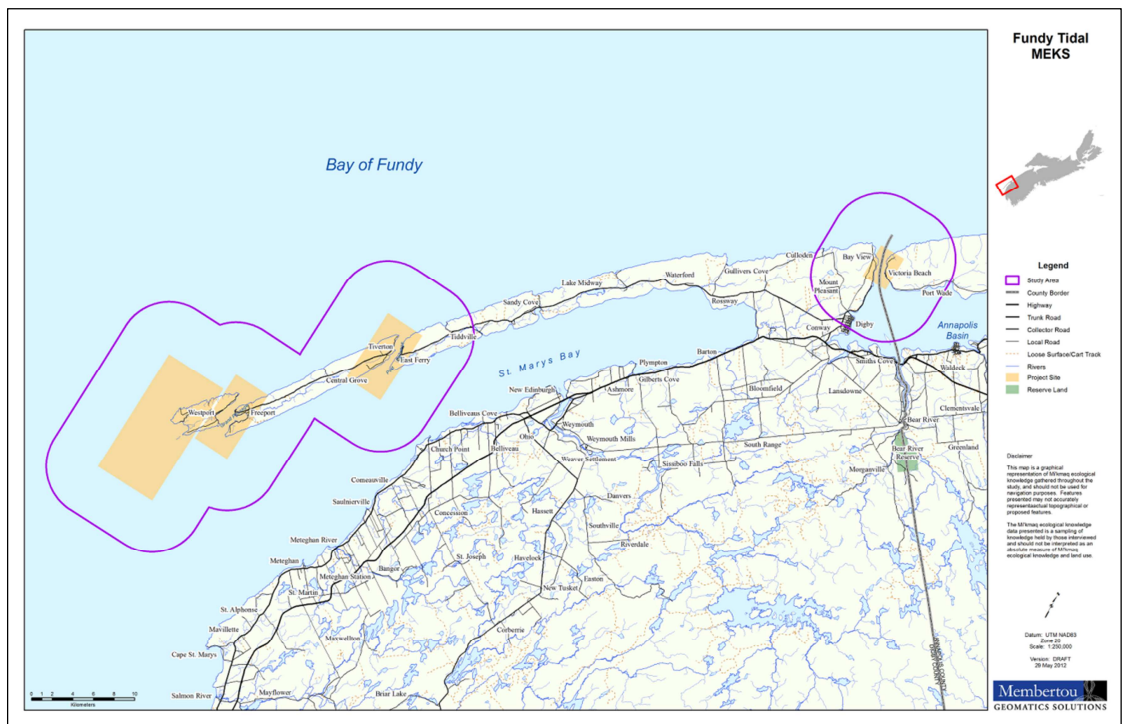 Fundy Tidal
MEKS
Bay of Fundy
St. Marys Bay
Annapolis
Basin
Culloden
Bay View
Victoria Beach
Gullivers Cove
Mount
Pleasant
Port Wade
Waterford
Lake Midway
Rossway
Sandy Cove
Digby
Conway
Tiddville
Tiverton
East Ferry
Smiths Cove
Waldeck
Barton
Plympton
Central Grove
Gilberts Cove
Bloomfield
Lansdowne
New Edinburgh
Ashmore
Clementsvale
Westport
Freeport
Belliveaus Cove
Weymouth
Bear River
Ohio
Weymouth Mills
South Range
Church Point
Belliveau
Weaver Settlement
Sissiboo Falls
Bear River
Reserve
Greenland
Morganville
Comeauville
Saulnierville
Danvers
Concession
Hassett
Southville
Meteghan River
Riverdale
Meteghan
St. Joseph
Havelock
Bangor
Meteghan Station
Easton
New Tusket
St. Martin
St. Alphonse
Mavillette
Corberrie
Maxwellton
Cape St. Marys
Salmon River
Mayflower
Briar Lake
0 1 2 4 6 8 10
Kilometers
Legend
Study Area
County Border
Highway
Trunk Road
Collector Road
Local Road
Loose Surface/Cart Track
Rivers
Project Site
Reserve Land
Disclaimer
This map is a graphical
representation of Mi'kmaq ecological
knowledge gathered throughout the
study, and should not be used for
navigation purposes. Features
presented may not accurately
representaactual topographical or
proposed features.
The Mi'kmaq ecological knowledge
data presented is a sampling of
knowledge held by those interviewed
and should not be interpreted as an
absolute measure of Mi'kmaq
ecological knowledge and land use.
Datum: UTM NAD83
Zone 20
Scale: 1:250,000
Version: DRAFT
29 May 2012
Membertou
GEOMATICS SOLUTIONS